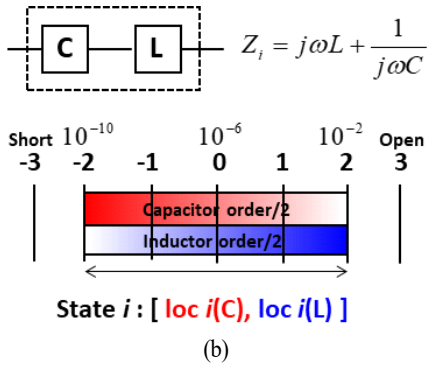 C L Z_i = jωL + 1/(jωC)
Short 10^{-10} 10^{-6} 10^{-2} Open
-3 -2 -1 0 1 2 3
Capacitor order/2
Inductor order/2
State i : [ loc i(C), loc i(L) ]
(b)